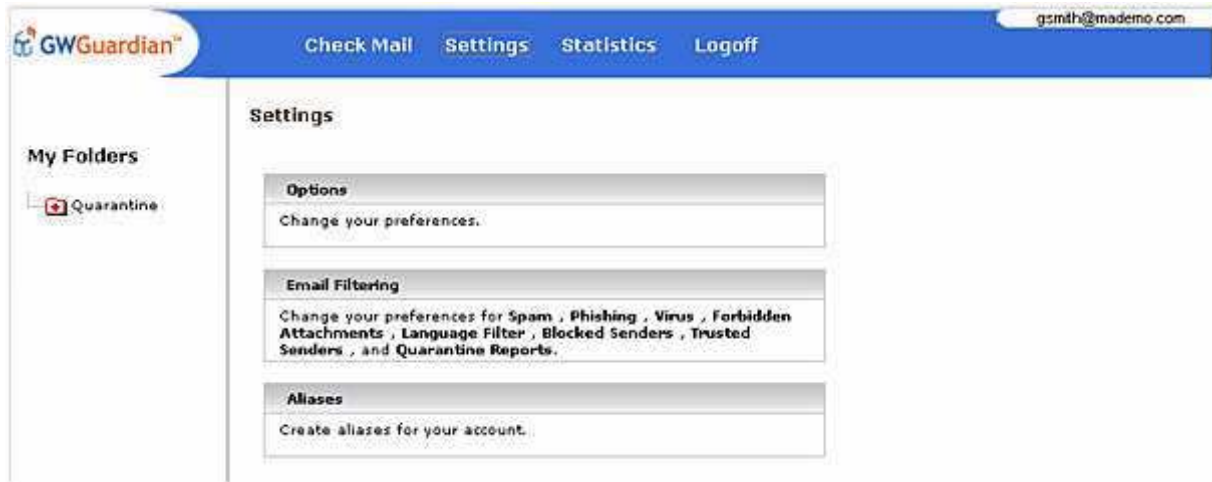 gsmith@mademo.com
GWGuardian™
Check Mail Settings Statistics Logoff
Settings
My Folders
Quarantine
Options
Change your preferences.
Email Filtering
Change your preferences for Spam , Phishing , Virus , Forbidden
Attachments , Language Filter , Blocked Senders , Trusted
Senders , and Quarantine Reports.
Aliases
Create aliases for your account.